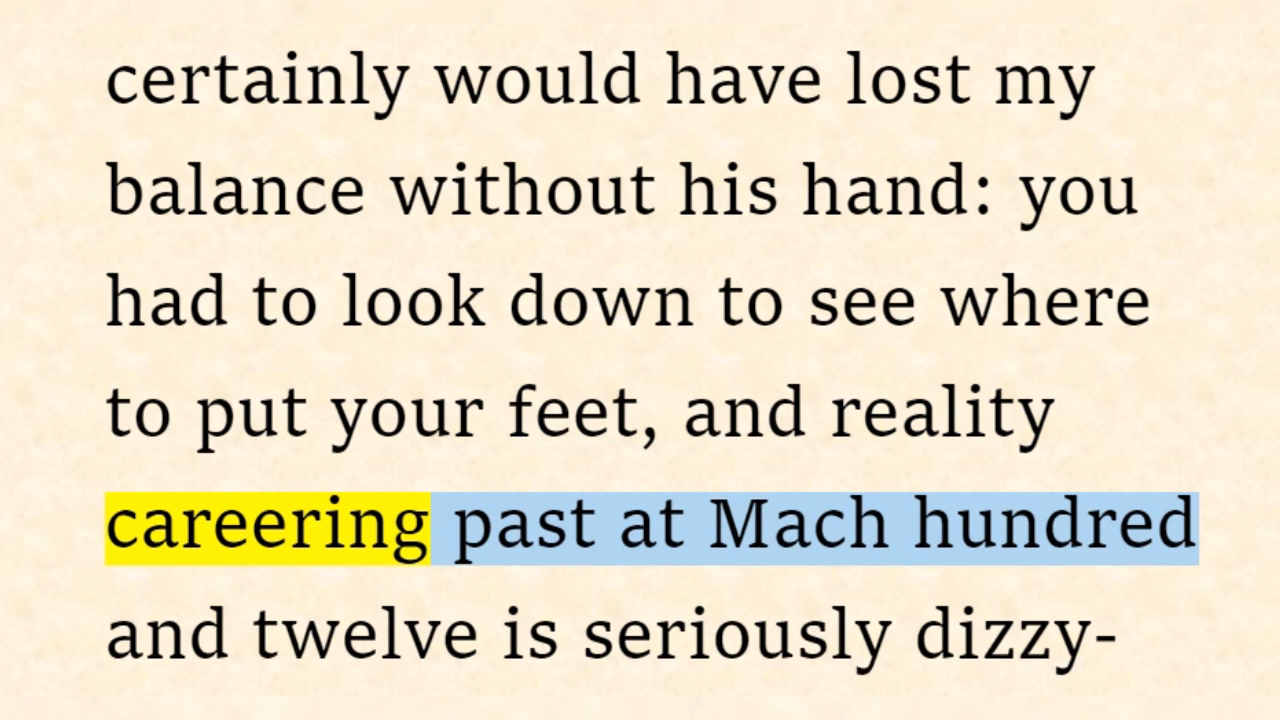 certainly would have lost my
balance without his hand: you
had to look down to see where
to put your feet, and reality
careering past at Mach hundred
and twelve is seriously dizzy-